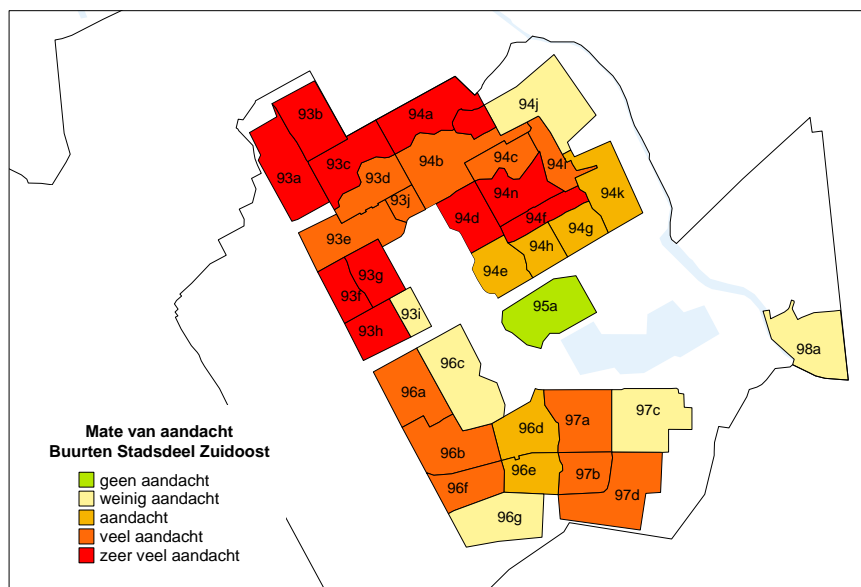 93b
94a
94j
93a
93c
94b
94c
94i
93d
94n
94k
93j
94d
94f
94g
93e
94h
94e
93g
93f
95a
93i
93h
98a
96c
96a
97c
97a
96d
96b
96e
97b
96f
97d
96g
Mate van aandacht
Buurten Stadsdeel Zuidoost
geen aandacht
weinig aandacht
aandacht
veel aandacht
zeer veel aandacht